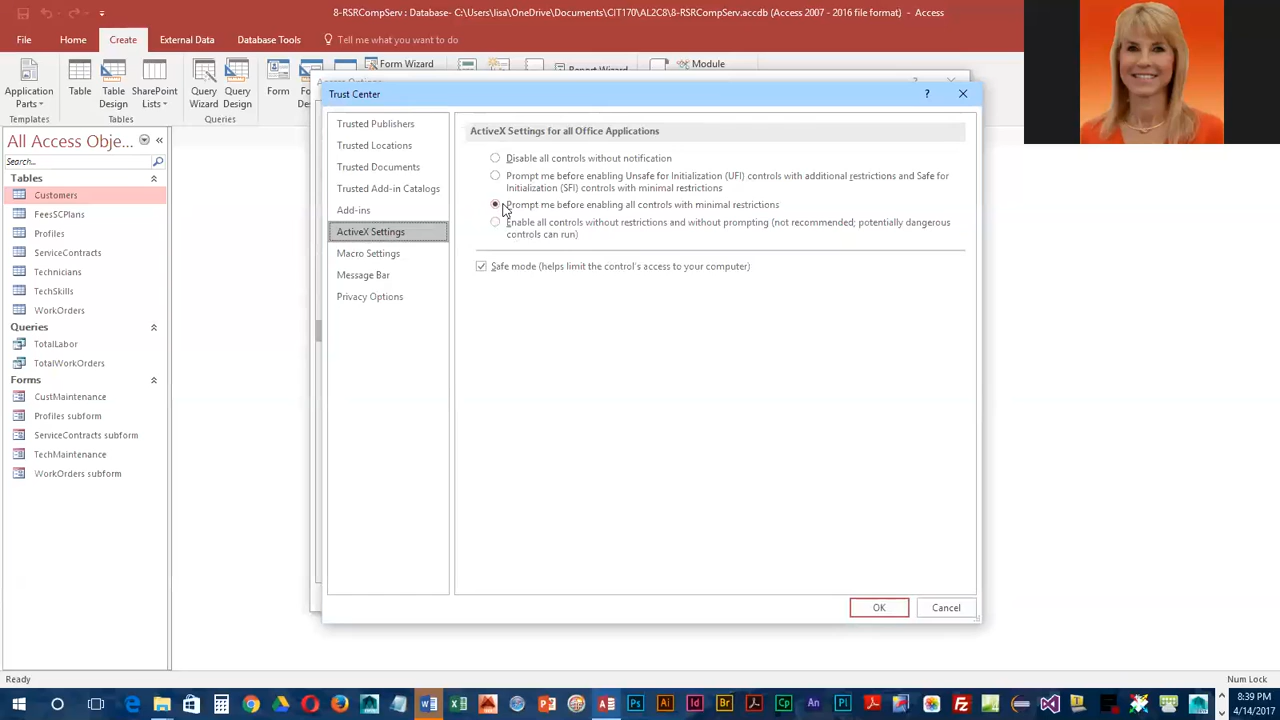 8-RSRCompServ : Database- C:\Users\lisa\OneDrive\Documents\CIT170\AL2C8\8-RSRCompServ.accdb (Access 2007 - 2016 file format) - Access
File Home Create External Data Database Tools Tell me what you want to do
Application Parts
Table
Table Design
SharePoint Lists
Query Wizard
Query Design
Form
Form Wizard
Report Wizard
Module
Templates
Tables
Queries
Access Options
All Access Obje...
Search...
Tables
Customers
FeesSCPlans
Profiles
ServiceContracts
Technicians
TechSkills
WorkOrders
Queries
TotalLabor
TotalWorkOrders
Forms
CustMaintenance
Profiles subform
ServiceContracts subform
TechMaintenance
WorkOrders subform
Trust Center
?
Trusted Publishers
Trusted Locations
Trusted Documents
Trusted Add-in Catalogs
Add-ins
ActiveX Settings
Macro Settings
Message Bar
Privacy Options
ActiveX Settings for all Office Applications
Disable all controls without notification
Prompt me before enabling Unsafe for Initialization (UFI) controls with additional restrictions and Safe for
Initialization (SFI) controls with minimal restrictions
Prompt me before enabling all controls with minimal restrictions
Enable all controls without restrictions and without prompting (not recommended; potentially dangerous
controls can run)
Safe mode (helps limit the control's access to your computer)
OK Cancel
Ready
Num Lock
8:39 PM
4/14/2017